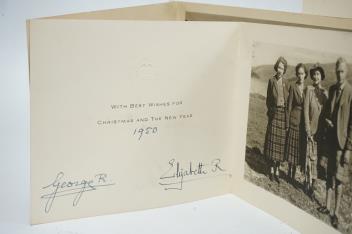 With Best Wishes for
Christmas and The New Year
1950
George R.
Elizabeth R